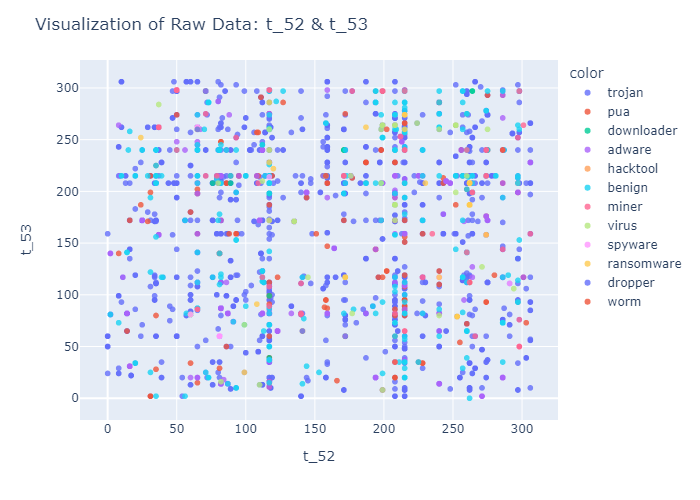 Visualization of Raw Data: t_52 & t_53
color
trojan
pua
downloader
adware
hacktool
benign
miner
virus
spyware
ransomware
dropper
worm
t_53
300
250
200
150
100
50
0
0 50 100 150 200 250 300
t_52